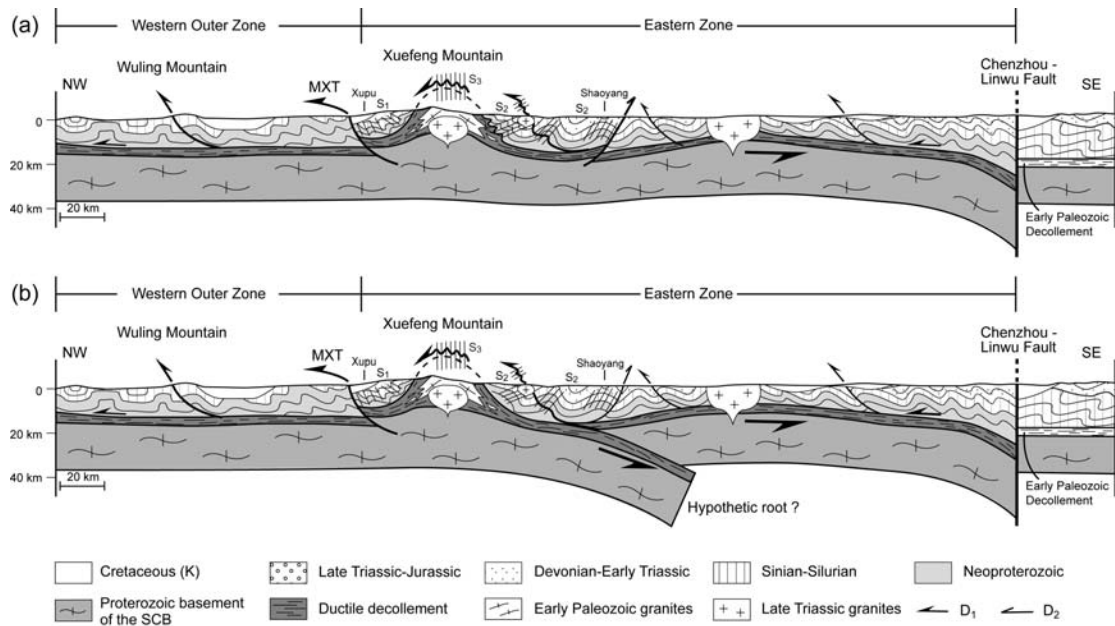 (a)
Western Outer Zone
Eastern Zone
Xuefeng Mountain
Wuling Mountain
Chenzhou -
Linwu Fault
NW
MXT
Xupu
S1
S3
S2
S2
Shaoyang
SE
0
20 km
40 km
20 km
Early Paleozoic
Decollement
(b)
Western Outer Zone
Eastern Zone
Xuefeng Mountain
Wuling Mountain
Chenzhou -
Linwu Fault
NW
MXT
Xupu
S1
S3
S2
S2
Shaoyang
SE
0
20 km
40 km
20 km
Hypothetic root ?
Early Paleozoic
Decollement
Cretaceous (K)
Late Triassic-Jurassic
Devonian-Early Triassic
Sinian-Silurian
Neoproterozoic
Proterozoic basement
of the SCB
Ductile decollement
Early Paleozoic granites
Late Triassic granites
D1
D2